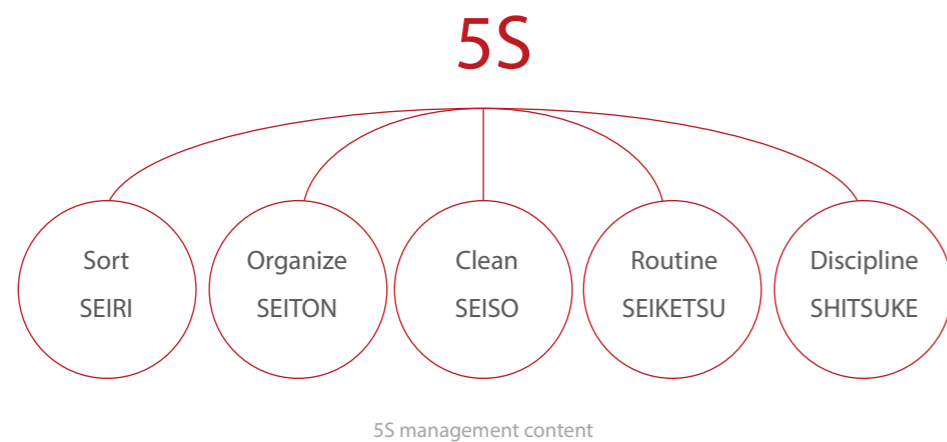 5S
Sort
SEIRI
Organize
SEITON
Clean
SEISO
Routine
SEIKETSU
Discipline
SHITSUKE
5S management content